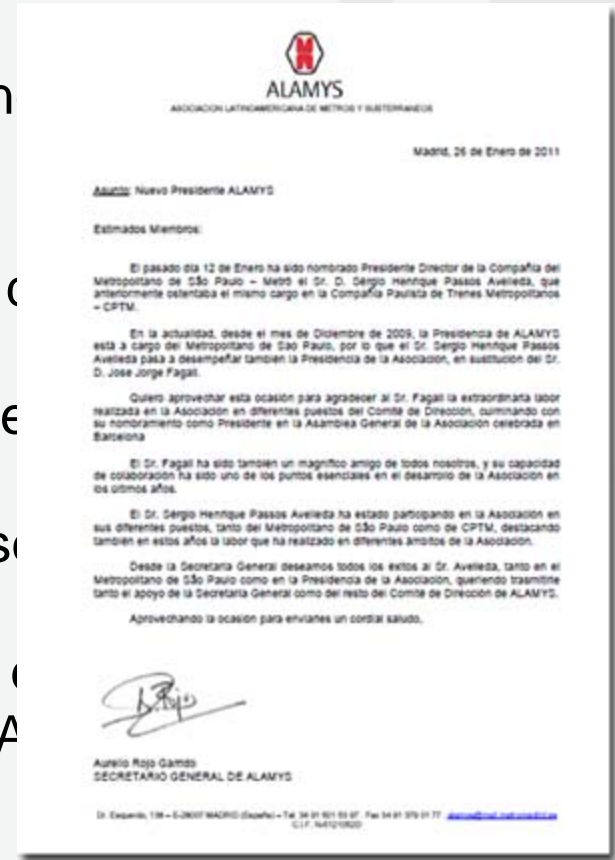 ALAMYS
ASOCIACION LATINOAMERICANA DE METROS Y SUBTERRANEOS
Madrid, 26 de Enero de 2011
Asunto: Nuevo Presidente ALAMYS
Estimados Miembros:
El pasado día 12 de Enero ha sido nombrado Presidente Director de la Compañía del
Metropolitano de São Paulo – Metrô el Sr. D. Sérgio Henrique Passos Avelleda, que
anteriormente ostentaba el mismo cargo en la Compañía Paulista de Trenes Metropolitanos
– CPTM.
En la actualidad, desde el mes de Diciembre de 2009, la Presidencia de ALAMYS
está a cargo del Metropolitano de Sao Paulo, por lo que el Sr. Sergio Henrique Passos
Avelleda pasa a desempeñar también la Presidencia de la Asociación, en sustitución del Sr.
D. Jose Jorge Fagali.
Quiero aprovechar esta ocasión para agradecer al Sr. Fagali la extraordinaria labor
realizada en la Asociación en diferentes puestos del Comité de Dirección, culminando con
su nombramiento como Presidente en la Asamblea General de la Asociación celebrada en
Barcelona
El Sr. Fagali ha sido también un magnífico amigo de todos nosotros, y su capacidad
de colaboración ha sido uno de los puntos esenciales en el desarrollo de la Asociación en
los últimos años.
El Sr. Sérgio Henrique Passos Avelleda ha estado participando en la Asociación en
sus diferentes puestos, tanto del Metropolitano de São Paulo como de CPTM, destacando
también en estos años la labor que ha realizado en diferentes ámbitos de la Asociación.
Desde la Secretaría General deseamos todos los éxitos al Sr. Avelleda, tanto en el
Metropolitano de São Paulo como en la Presidencia de la Asociación, queriendo trasmitirle
tanto el apoyo de la Secretaría General como del resto del Comité de Dirección de ALAMYS.
Aprovechando la ocasión para enviarles un cordial saludo,
Aurelio Rojo Garrido
SECRETARIO GENERAL DE ALAMYS
Dr. Esquerdo, 136 – E-28007 MADRID (España) – Tel: